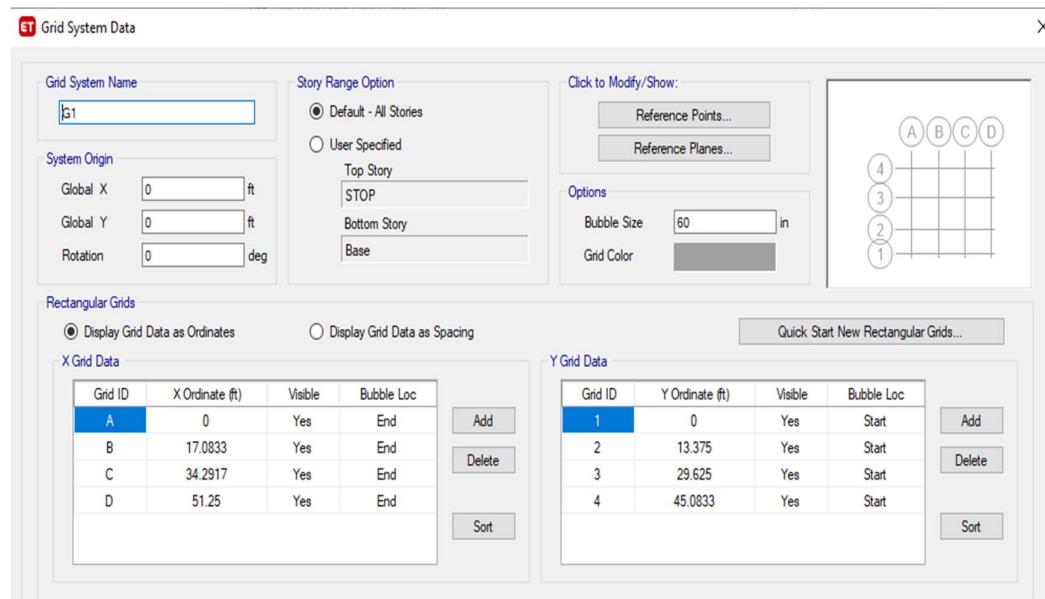 ET Grid System Data X
Grid System Name
G1
System Origin
Global X 0 ft
Global Y 0 ft
Rotation 0 deg
Story Range Option
Default - All Stories
User Specified
Top Story
STOP
Bottom Story
Base
Click to Modify/Show:
Reference Points...
Reference Planes...
Options
Bubble Size 60 in
Grid Color
A B C D
4
3
2
1
Rectangular Grids
Display Grid Data as Ordinates Display Grid Data as Spacing Quick Start New Rectangular Grids...
X Grid Data
Grid ID X Ordinate (ft) Visible Bubble Loc
A 0 Yes End
B 17.0833 Yes End
C 34.2917 Yes End
D 51.25 Yes End
Add
Delete
Sort
Y Grid Data
Grid ID Y Ordinate (ft) Visible Bubble Loc
1 0 Yes Start
2 13.375 Yes Start
3 29.625 Yes Start
4 45.0833 Yes Start
Add
Delete
Sort